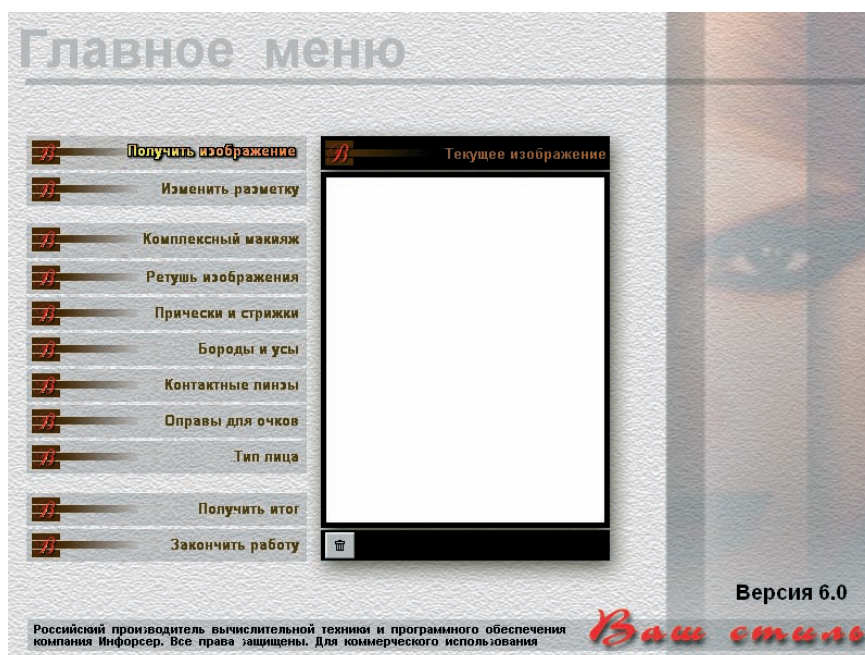 Главное меню
Получить изображение
Изменить разметку
Комплексный макияж
Ретушь изображения
Прически и стрижки
Бороды и усы
Контактные линзы
Оправы для очков
Тип лица
Получить итог
Закончить работу
Текущее изображение
Версия 6.0
Российский производитель вычислительной техники и программного обеспечения
компания Инфорсер. Все права защищены. Для коммерческого использования
Ваш стиль